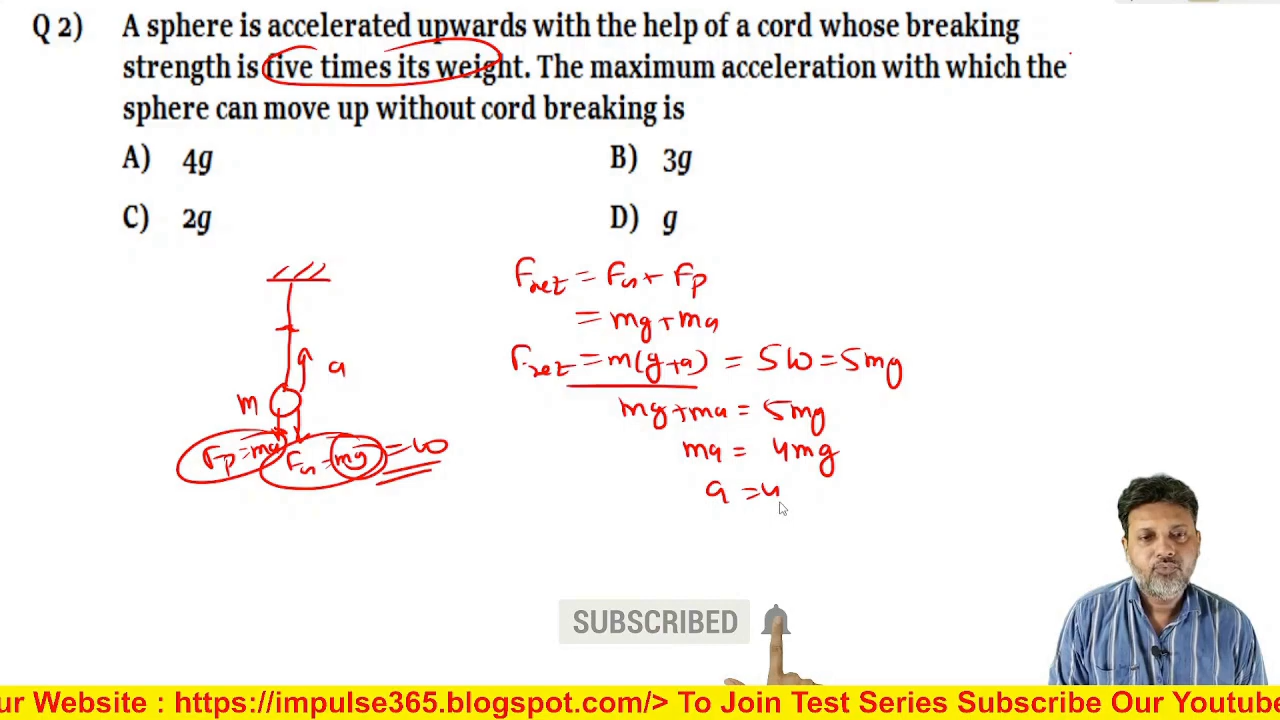 Q 2) A sphere is accelerated upwards with the help of a cord whose breaking
strength is five times its weight. The maximum acceleration with which the
sphere can move up without cord breaking is
A) 4g B) 3g
C) 2g D) g
Fnet = Fa + Fp
= mg+ma
Fnet = m(g+a) = 5W = 5mg
a
m
mg+ma = 5mg
Fp = ma Fa = mg = W
ma = 4mg
a = 4
SUBSCRIBED
ur Website : https://impulse365.blogspot.com/> To Join Test Series Subscribe Our Youtube